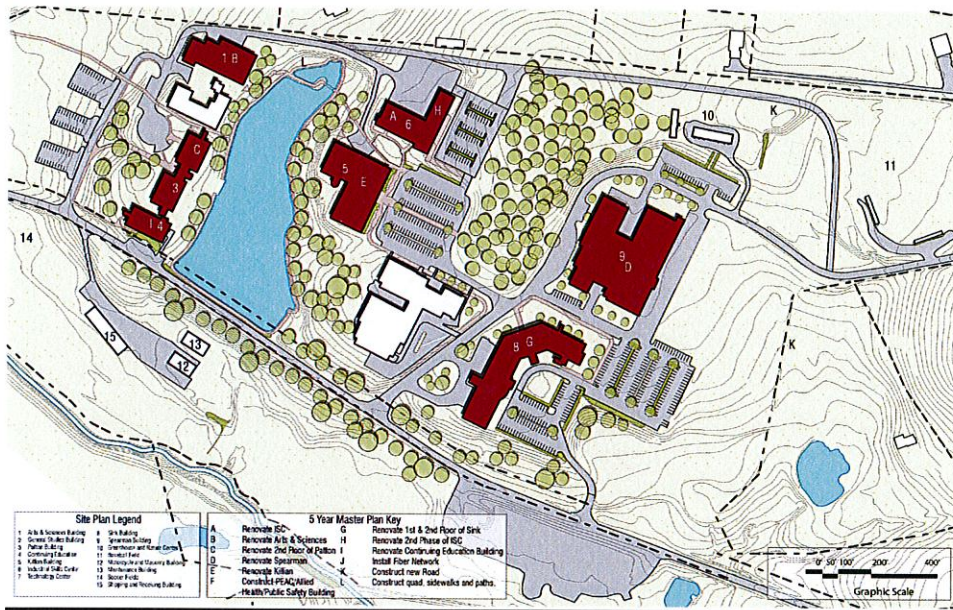 1 B
A
H
6
C
5
E
3
1 4
14
10
K
11
9
D
8 G
K
15
13
12
Site Plan Legend
1 Arts & Sciences Building
2 General Studies Building
3 Patton Building
4 Continuing Education
5 Killian Building
6 Industrial Skills Center
7 Technology Center
8 Sink Building
9 Spearman Building
10 Greenhouse and Nature Center
11 Baseball Field
12 Motorcycle and Masonry Building
13 Maintenance Building
14 Soccer Fields
15 Shipping and Receiving Building
5 Year Master Plan Key
A Renovate ISC
B Renovate Arts & Sciences
C Renovate 2nd Floor of Patton
D Renovate Spearman
E Renovate Killian
F Construct-PEAC/Allied
Health/Public Safety Building
G Renovate 1st & 2nd Floor of Sink
H Renovate 2nd Phase of ISC
I Renovate Continuing Education Building
J Install Fiber Network
K Construct new Road
L Construct quad, sidewalks and paths.
0' 50' 100' 200' 400'
Graphic Scale